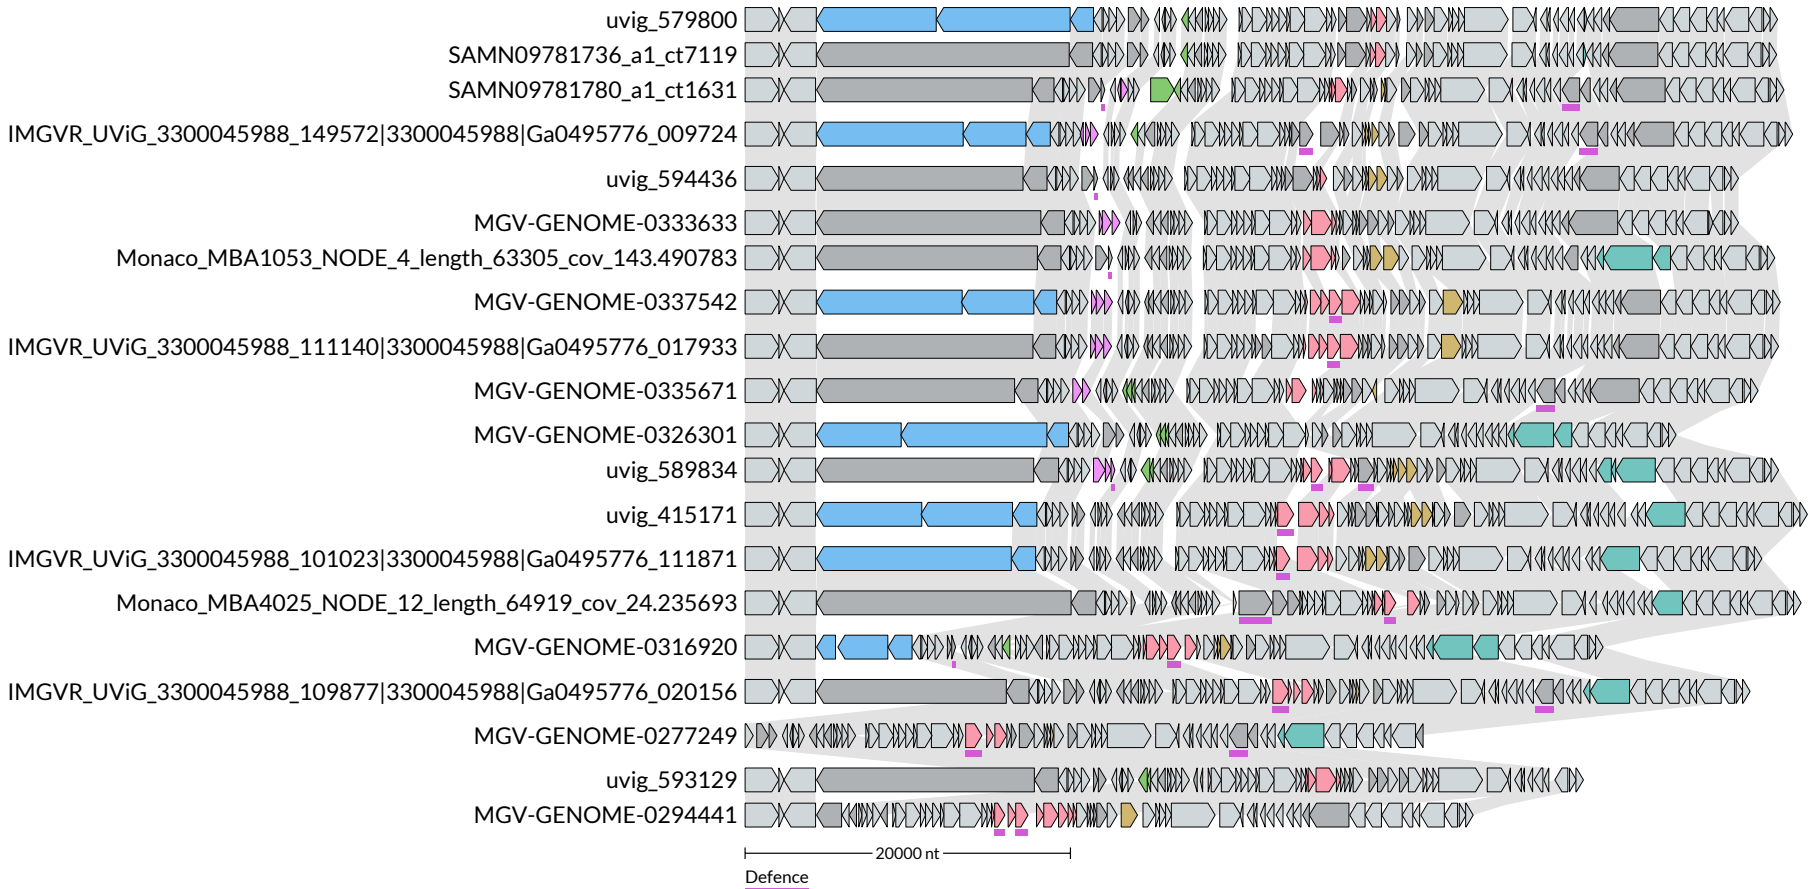 uvig_579800
SAMN09781736_a1_ct7119
SAMN09781780_a1_ct1631
IMGVR_UViG_3300045988_149572|3300045988|Ga0495776_009724
uvig_594436
MGV-GENOME-0333633
Monaco_MBA1053_NODE_4_length_63305_cov_143.490783
MGV-GENOME-0337542
IMGVR_UViG_3300045988_111140|3300045988|Ga0495776_017933
MGV-GENOME-0335671
MGV-GENOME-0326301
uvig_589834
uvig_415171
IMGVR_UViG_3300045988_101023|3300045988|Ga0495776_111871
Monaco_MBA4025_NODE_12_length_64919_cov_24.235693
MGV-GENOME-0316920
IMGVR_UViG_3300045988_109877|3300045988|Ga0495776_020156
MGV-GENOME-0277249
uvig_593129
MGV-GENOME-0294441
20000 nt
Defence